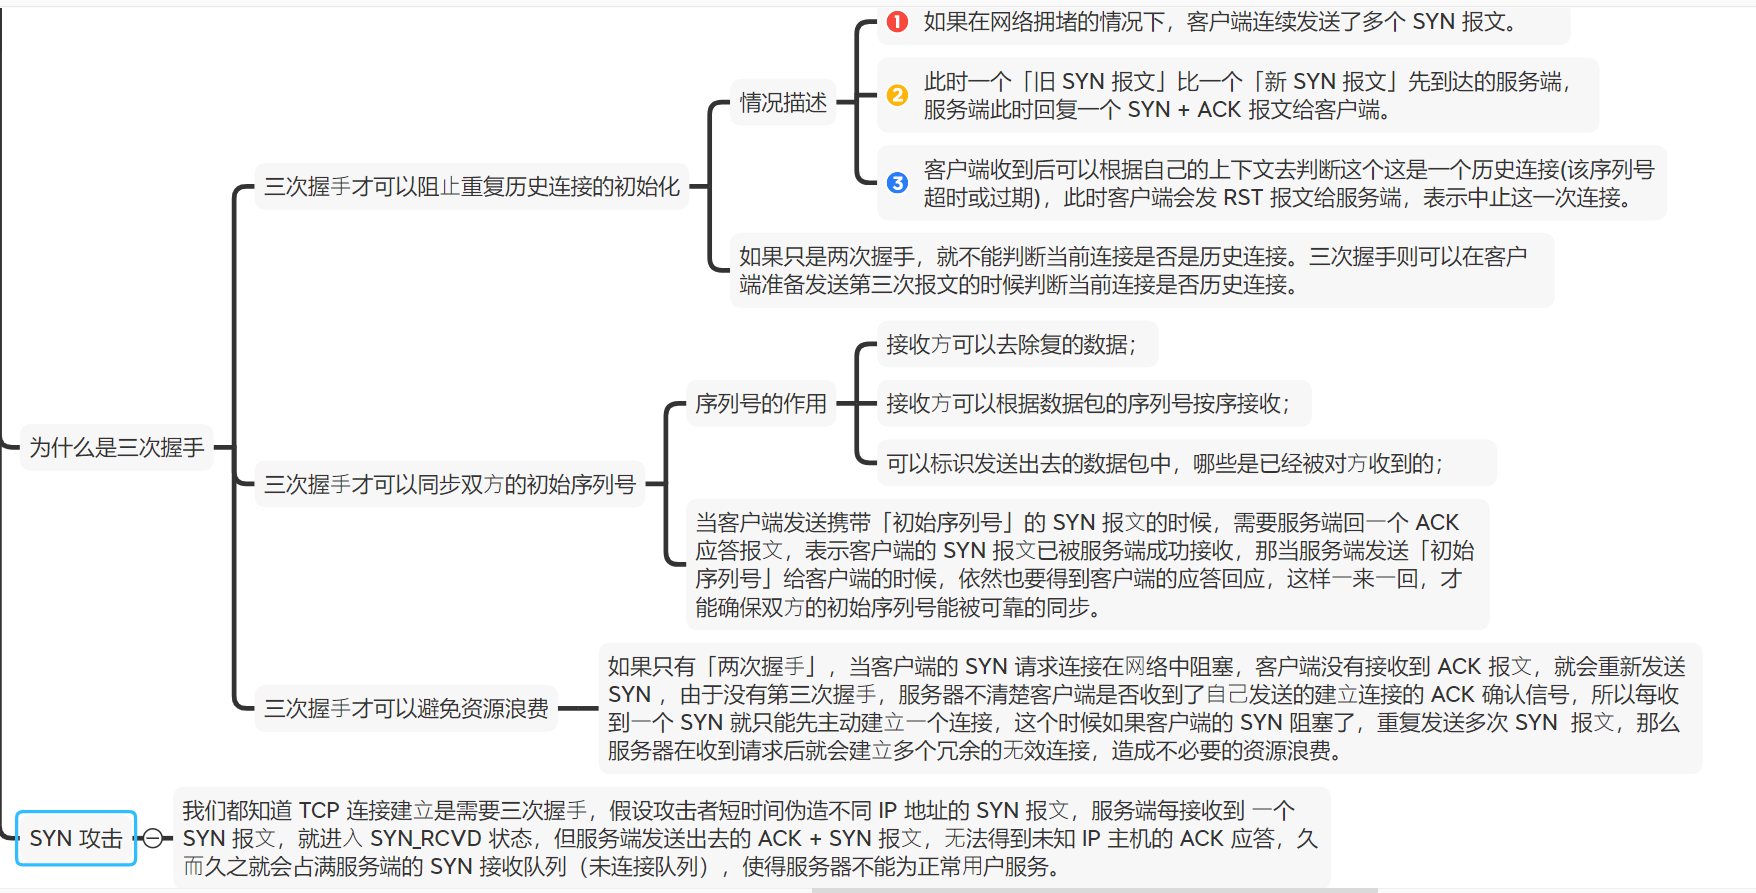 为什么是三次握手
三次握手才可以阻止重复历史连接的初始化
情况描述
1 如果在网络拥堵的情况下，客户端连续发送了多个 SYN 报文。
2 此时一个「旧 SYN 报文」比一个「新 SYN 报文」先到达的服务端，
服务端此时回复一个 SYN + ACK 报文给客户端。
3 客户端收到后可以根据自己的上下文去判断这个这是一个历史连接(该序列号
超时或过期)，此时客户端会发 RST 报文给服务端，表示中止这一次连接。
如果只是两次握手，就不能判断当前连接是否是历史连接。三次握手则可以在客户
端准备发送第三次报文的时候判断当前连接是否历史连接。
三次握手才可以同步双方的初始序列号
序列号的作用
接收方可以去除复的数据；
接收方可以根据数据包的序列号按序接收；
可以标识发送出去的数据包中，哪些是已经被对方收到的；
当客户端发送携带「初始序列号」的 SYN 报文的时候，需要服务端回一个 ACK
应答报文，表示客户端的 SYN 报文已被服务端成功接收，那当服务端发送「初始
序列号」给客户端的时候，依然也要得到客户端的应答回应，这样一来一回，才
能确保双方的初始序列号能被可靠的同步。
三次握手才可以避免资源浪费
如果只有「两次握手」，当客户端的 SYN 请求连接在网络中阻塞，客户端没有接收到 ACK 报文，就会重新发送
SYN ，由于没有第三次握手，服务器不清楚客户端是否收到了自己发送的建立连接的 ACK 确认信号，所以每收
到一个 SYN 就只能先主动建立一个连接，这个时候如果客户端的 SYN 阻塞了，重复发送多次 SYN 报文，那么
服务器在收到请求后就会建立多个冗余的无效连接，造成不必要的资源浪费。
SYN 攻击
我们都知道 TCP 连接建立是需要三次握手，假设攻击者短时间伪造不同 IP 地址的 SYN 报文，服务端每接收到 一个
SYN 报文，就进入 SYN_RCVD 状态，但服务端发送出去的 ACK + SYN 报文，无法得到未知 IP 主机的 ACK 应答，久
而久之就会占满服务端的 SYN 接收队列（未连接队列），使得服务器不能为正常用户服务。